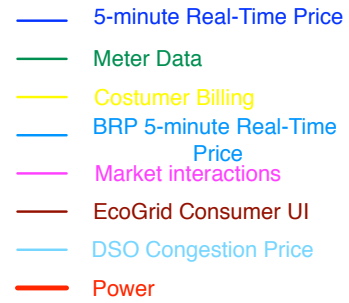 5-minute Real-Time Price
Meter Data
Costumer Billing
BRP 5-minute Real-Time
Price
Market interactions
EcoGrid Consumer UI
DSO Congestion Price
Power